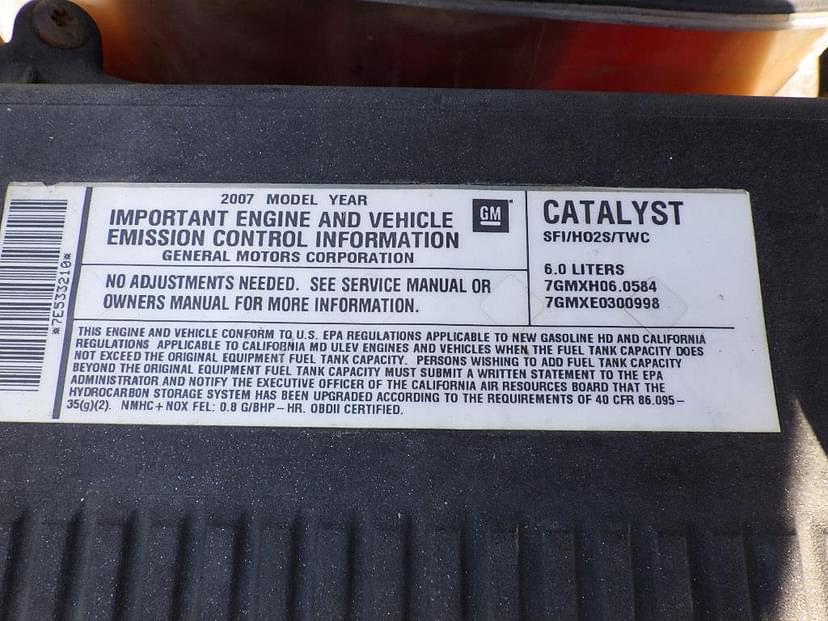 *7E533210*
2007 MODEL YEAR
IMPORTANT ENGINE AND VEHICLE
EMISSION CONTROL INFORMATION
GENERAL MOTORS CORPORATION
GM
NO ADJUSTMENTS NEEDED. SEE SERVICE MANUAL OR
OWNERS MANUAL FOR MORE INFORMATION.
CATALYST
SFI/HO2S/TWC
6.0 LITERS
7GMXH06.0584
7GMXE0300998
THIS ENGINE AND VEHICLE CONFORM TO U.S. EPA REGULATIONS APPLICABLE TO NEW GASOLINE HD AND CALIFORNIA
REGULATIONS APPLICABLE TO CALIFORNIA MD ULEV ENGINES AND VEHICLES WHEN THE FUEL TANK CAPACITY DOES
NOT EXCEED THE ORIGINAL EQUIPMENT FUEL TANK CAPACITY. PERSONS WISHING TO ADD FUEL TANK CAPACITY
BEYOND THE ORIGINAL EQUIPMENT FUEL TANK CAPACITY MUST SUBMIT A WRITTEN STATEMENT TO THE EPA
ADMINISTRATOR AND NOTIFY THE EXECUTIVE OFFICER OF THE CALIFORNIA AIR RESOURCES BOARD THAT THE
HYDROCARBON STORAGE SYSTEM HAS BEEN UPGRADED ACCORDING TO THE REQUIREMENTS OF 40 CFR 86.095-
35(g)(2). NMHC+NOX FEL: 0.8 G/BHP-HR. OBDII CERTIFIED.